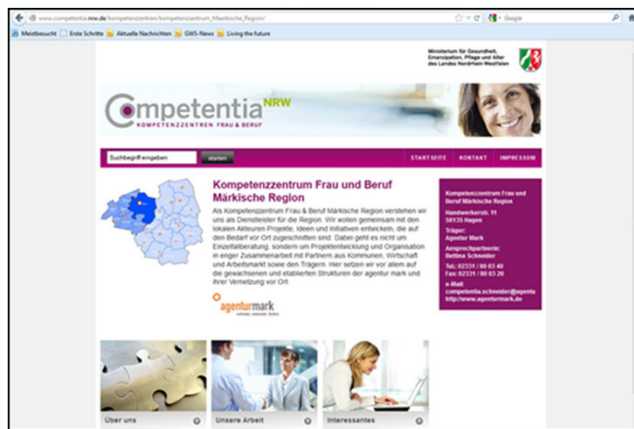 www.competentia.nrw.de/kompetenzzentren/kompetenzzentrum_Maerkische_Region/
Google
Meistbesucht Erste Schritte Aktuelle Nachrichten GWS-News Living the future
Ministerium für Gesundheit,
Emanzipation, Pflege und Alter
des Landes Nordrhein-Westfalen
Competentia NRW
KOMPETENZZENTREN FRAU & BERUF
Suchbegriff eingeben starten STARTSEITE KONTAKT IMPRESSUM
Kompetenzzentrum Frau und Beruf
Märkische Region
Als Kompetenzzentrum Frau & Beruf Märkische Region verstehen wir
uns als Dienstleister für die Region. Wir wollen gemeinsam mit den
lokalen Akteuren Projekte, Ideen und Initiativen entwickeln, die auf
den Bedarf vor Ort zugeschnitten sind. Dabei geht es nicht um
Einzelfallberatung, sondern um Projektentwicklung und Organisation
in enger Zusammenarbeit mit Partnern aus Kommunen, Wirtschaft
und Arbeitsmarkt sowie den Trägern. Hier setzen wir vor allem auf
die gewachsenen und etablierten Strukturen der agentur mark und
ihrer Vernetzung vor Ort.
agenturmark
Kompetenzzentrum Frau und
Beruf Märkische Region
Handwerkerstr. 11
58135 Hagen
Träger:
Agentur Mark
Ansprechpartnerin:
Bettina Schneider
Tel.: 02331 / 80 03 40
Fax: 02331 / 80 03 20
e-Mail:
competentia.schneider@agentu
http://www.agenturmark.de
Über uns
Unsere Arbeit
Interessantes